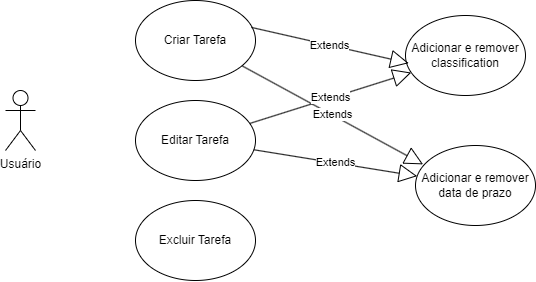 Criar Tarefa
Extends
Adicionar e remover
classification
Extends
Extends
Usuário
Editar Tarefa
Extends
Adicionar e remover
data de prazo
Excluir Tarefa